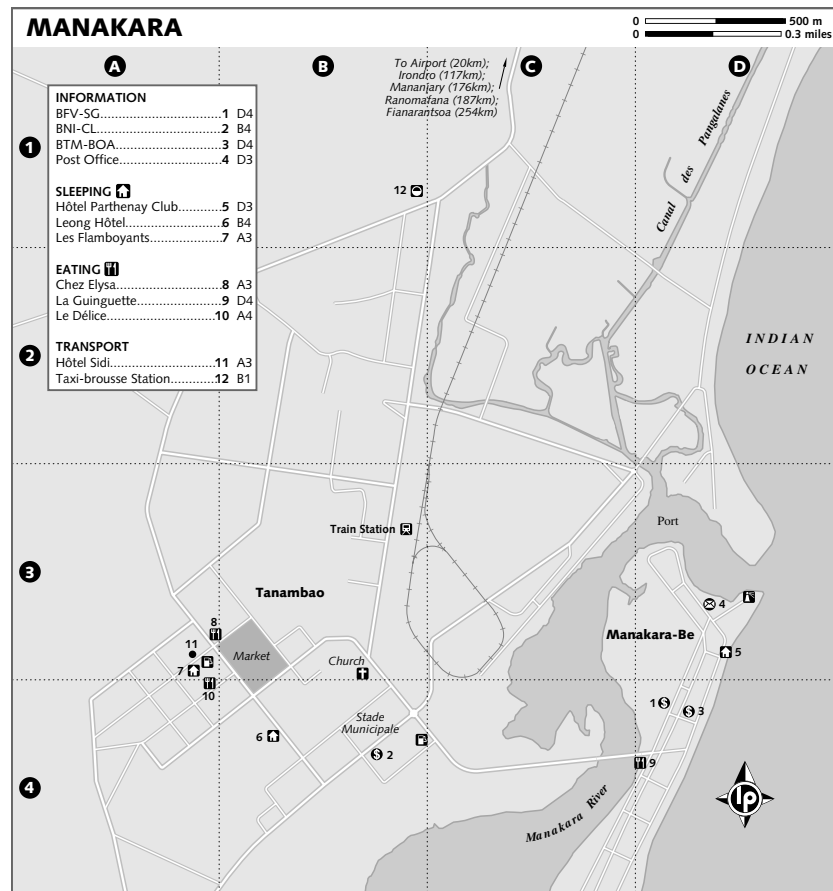 MANAKARA
0 500 m
0 0.3 miles
A B C D
To Airport (20km);
Irondro (117km);
Mananjary (176km);
Ranomafana (187km);
Fianarantsoa (254km)
INFORMATION
BFV-SG 1 D4
BNI-CL 2 B4
BTM-BOA 3 D4
Post Office 4 D3
SLEEPING
Hôtel Parthenay Club 5 D3
Leong Hôtel 6 B4
Les Flamboyants 7 A3
EATING
Chez Elysa 8 A3
La Guinguette 9 D4
Le Délice 10 A4
TRANSPORT
Hôtel Sidi 11 A3
Taxi-brousse Station 12 B1
1
12
Canal des Pangalanes
2
INDIAN
OCEAN
Port
Train Station
3
Tanambao
4
8
Manakara-Be
11
Market
Church
5
7
10
1
3
Stade
Municipale
6
2
9
4
Manakara River
lp